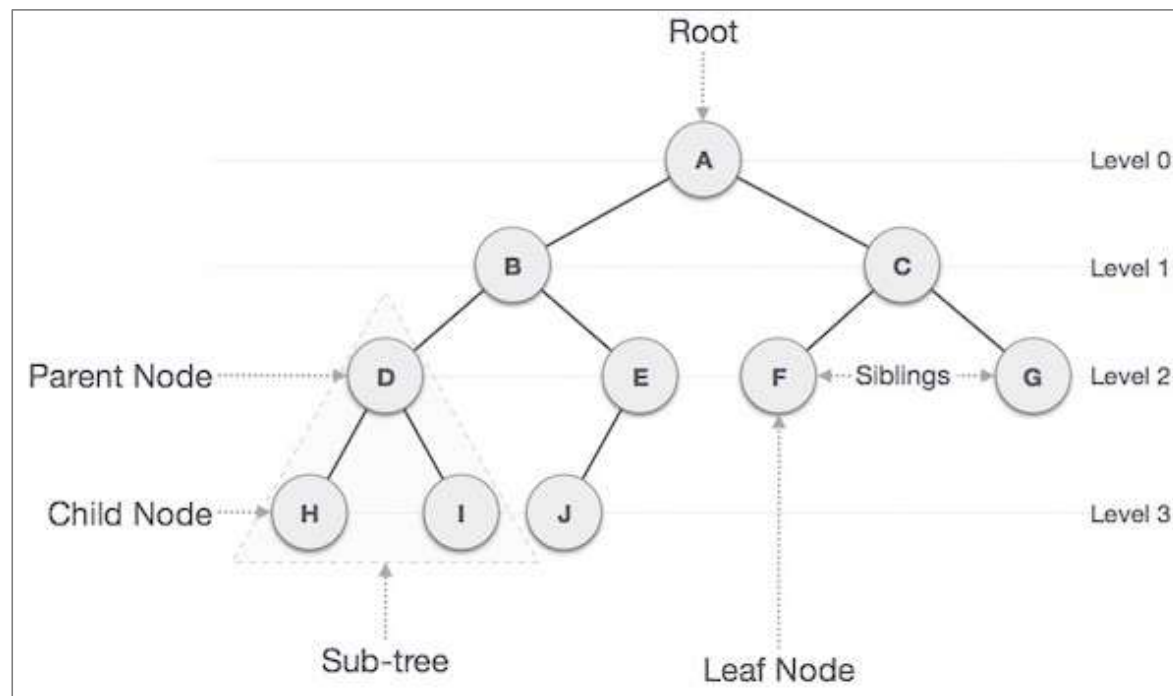 Root
A
Level 0
B
C
Level 1
Parent Node
D
E
F
Siblings
G
Level 2
Child Node
H
I
J
Level 3
Sub-tree
Leaf Node